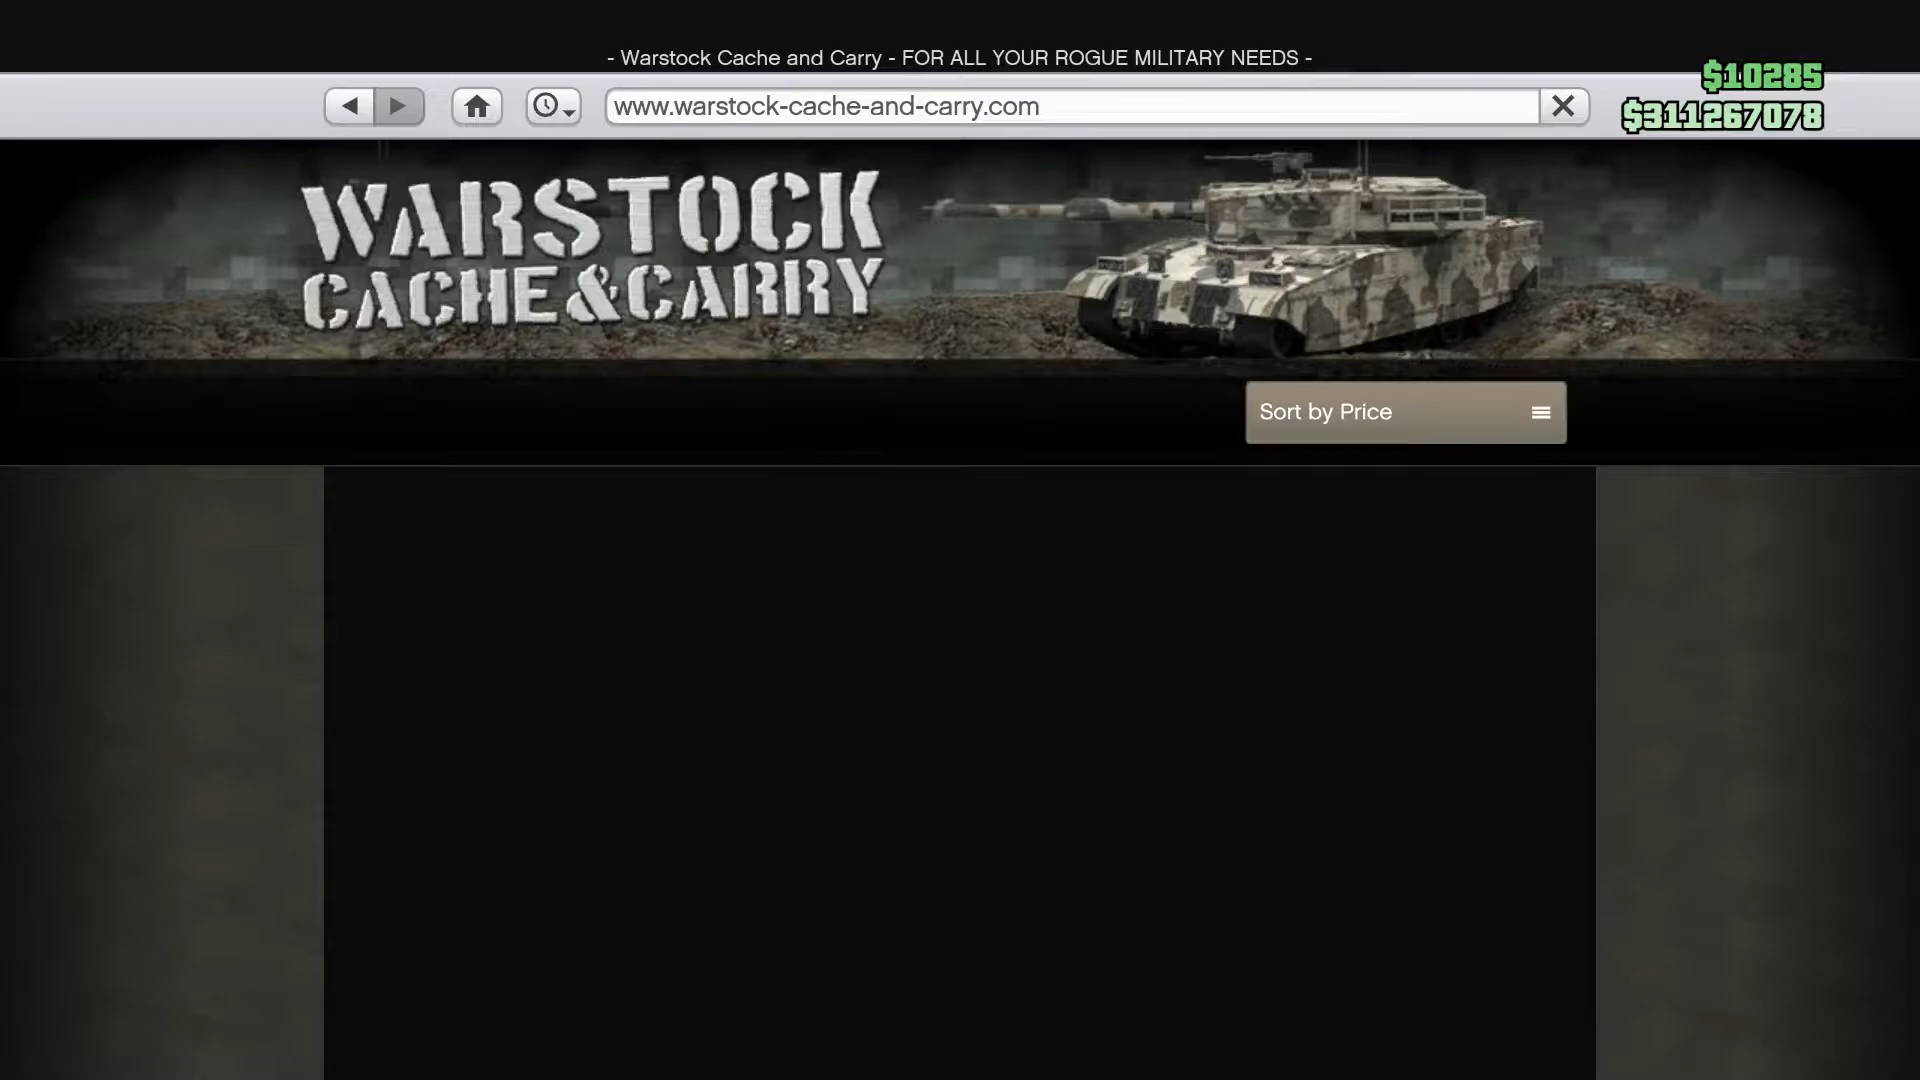 - Warstock Cache and Carry - FOR ALL YOUR ROGUE MILITARY NEEDS -
www.warstock-cache-and-carry.com
$10285
$311267078
WARSTOCK
CACHE&CARRY
Sort by Price